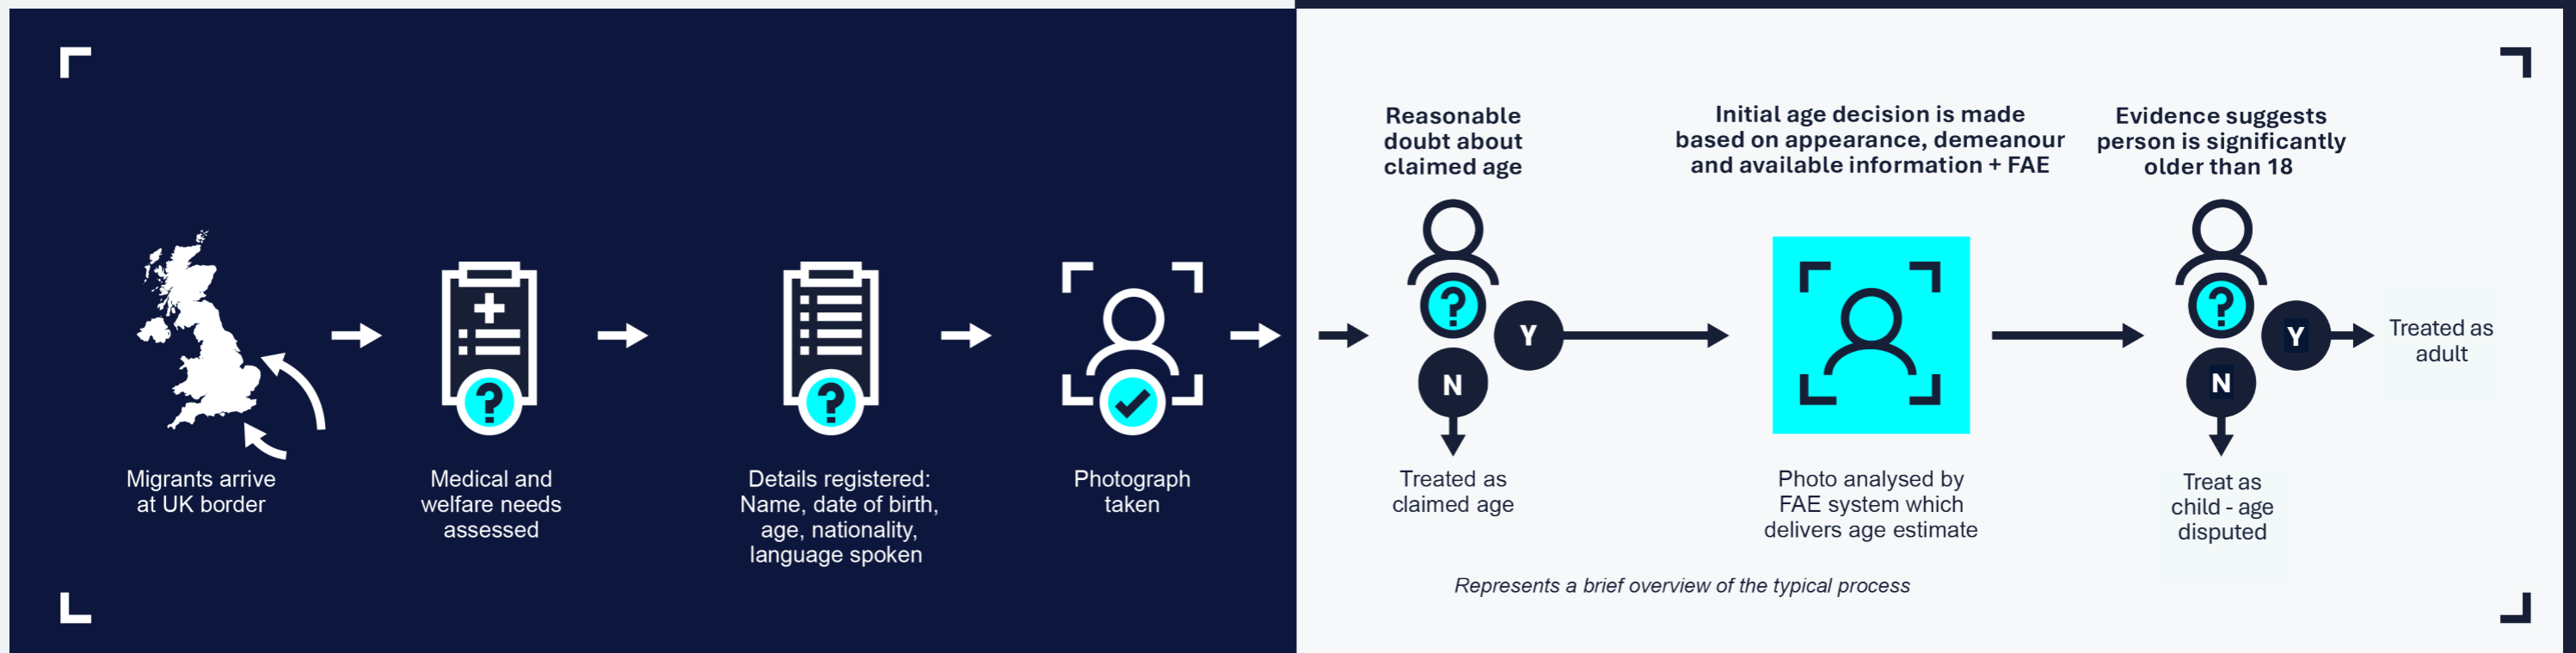 Migrants arrive
at UK border
Medical and
welfare needs
assessed
Details registered:
Name, date of birth,
age, nationality,
language spoken
Photograph
taken
Reasonable
doubt about
claimed age
?
Y
N
Treated as
claimed age
Initial age decision is made
based on appearance, demeanour
and available information + FAE
Photo analysed by
FAE system which
delivers age estimate
Evidence suggests
person is significantly
older than 18
?
Y
N
Treated as
adult
Treat as
child - age
disputed
Represents a brief overview of the typical process